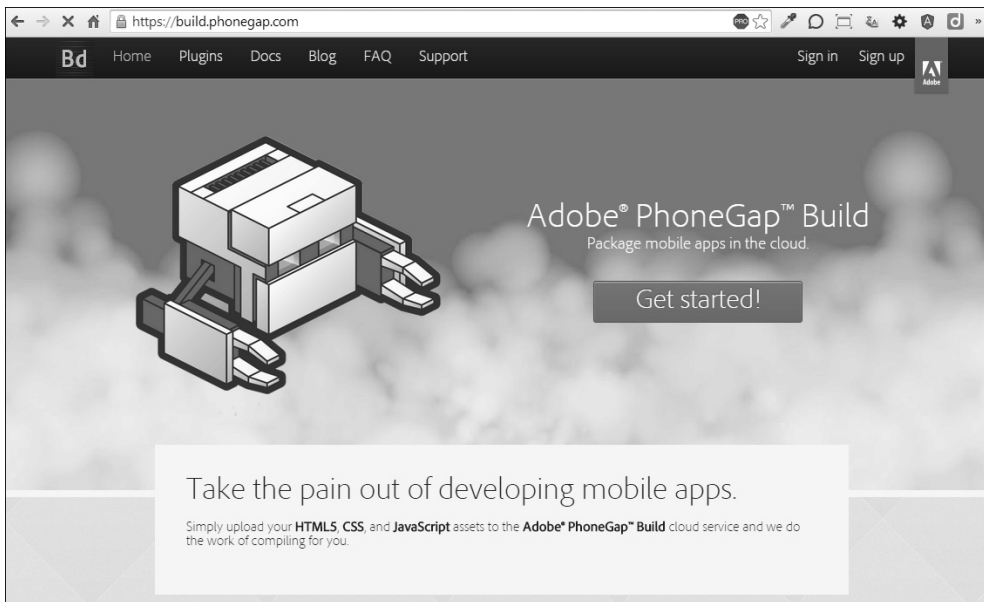 https://build.phonegap.com
PRO
Bd Home Plugins Docs Blog FAQ Support Sign in Sign up
Adobe
Adobe® PhoneGap™ Build
Package mobile apps in the cloud.
Get started!
Take the pain out of developing mobile apps.
Simply upload your HTML5, CSS, and JavaScript assets to the Adobe® PhoneGap™ Build cloud service and we do
the work of compiling for you.